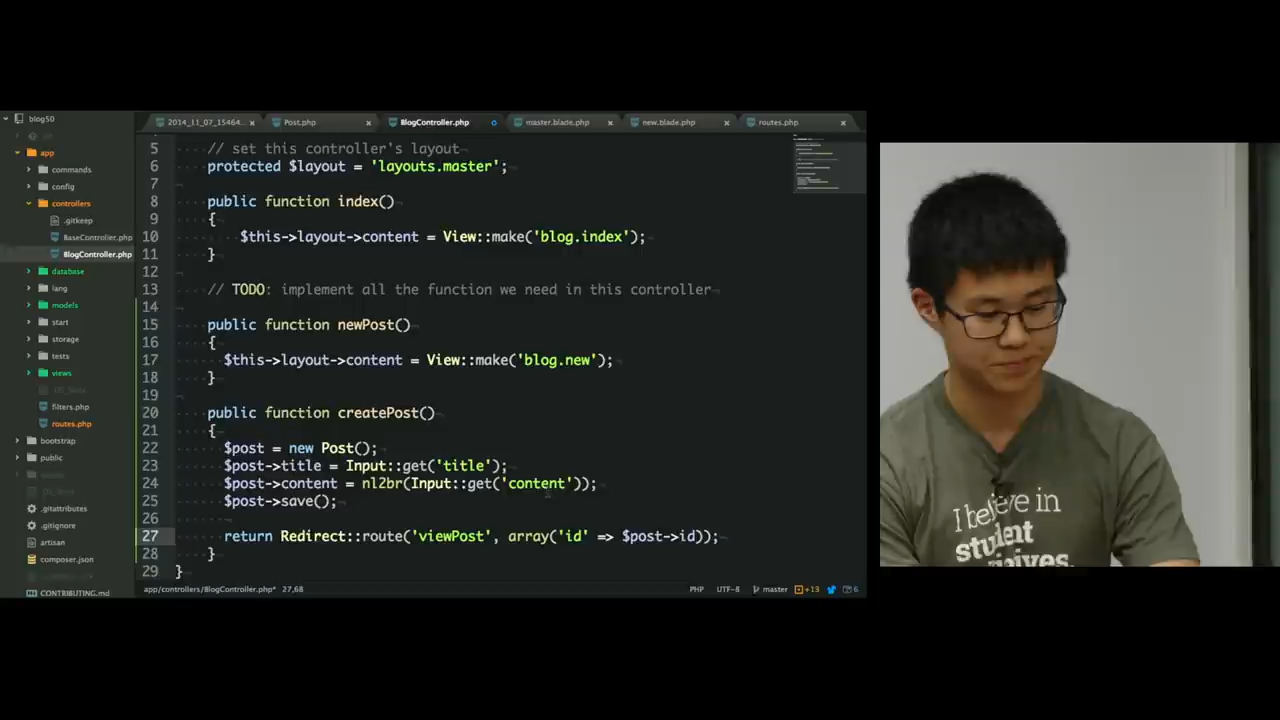 blog50
2014_11_07_15464...
Post.php
BlogController.php
master.blade.php
new.blade.php
routes.php
app
commands
config
controllers
.gitkeep
BaseController.php
BlogController.php
database
lang
models
start
storage
tests
views
filters.php
routes.php
bootstrap
public
.gitattributes
.gitignore
artisan
composer.json
CONTRIBUTING.md
5 // set this controller's layout
6 protected $layout = 'layouts.master';
7
8 public function index()
9 {
10 $this->layout->content = View::make('blog.index');
11 }
12
13 // TODO: implement all the function we need in this controller
14
15 public function newPost()
16 {
17 $this->layout->content = View::make('blog.new');
18 }
19
20 public function createPost()
21 {
22 $post = new Post();
23 $post->title = Input::get('title');
24 $post->content = nl2br(Input::get('content'));
25 $post->save();
26
27 return Redirect::route('viewPost', array('id' => $post->id));
28 }
29 }
app/controllers/BlogController.php* 27,68
PHP UTF-8 master +13 6
I believe in
student